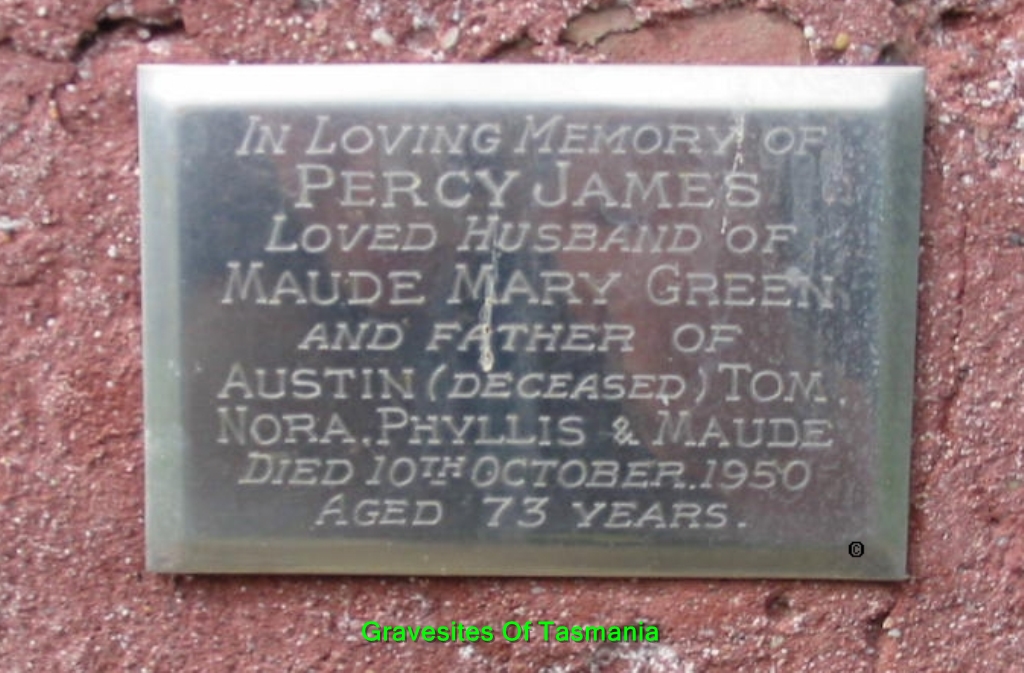 IN LOVING MEMORY OF
PERCY JAMES
LOVED HUSBAND OF
MAUDE MARY GREEN
AND FATHER OF
AUSTIN (DECEASED) TOM.
NORA, PHYLLIS & MAUDE
DIED 10TH OCTOBER. 1950
AGED 73 YEARS.
©
Gravesites Of Tasmania